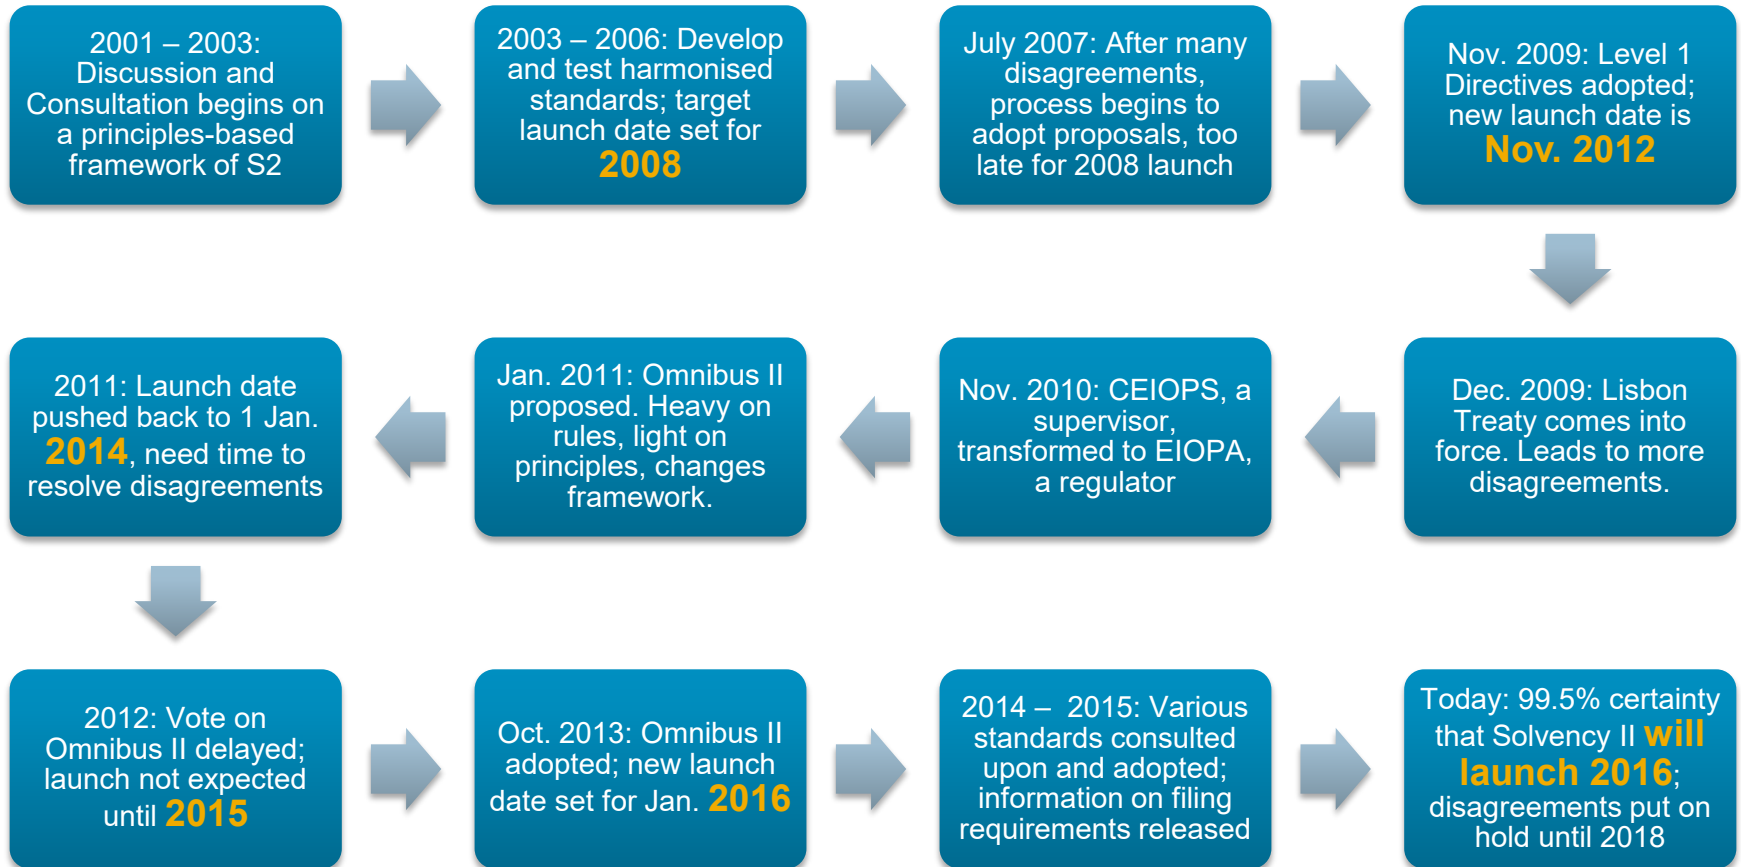 2001 – 2003:
Discussion and
Consultation begins on
a principles-based
framework of S2
2003 – 2006: Develop
and test harmonised
standards; target
launch date set for
2008
July 2007: After many
disagreements,
process begins to
adopt proposals, too
late for 2008 launch
Nov. 2009: Level 1
Directives adopted;
new launch date is
Nov. 2012
Dec. 2009: Lisbon
Treaty comes into
force. Leads to more
disagreements.
Nov. 2010: CEIOPS, a
supervisor,
transformed to EIOPA,
a regulator
Jan. 2011: Omnibus II
proposed. Heavy on
rules, light on
principles, changes
framework.
2011: Launch date
pushed back to 1 Jan.
2014, need time to
resolve disagreements
2012: Vote on
Omnibus II delayed;
launch not expected
until 2015
Oct. 2013: Omnibus II
adopted; new launch
date set for Jan. 2016
2014 – 2015: Various
standards consulted
upon and adopted;
information on filing
requirements released
Today: 99.5% certainty
that Solvency II will
launch 2016;
disagreements put on
hold until 2018